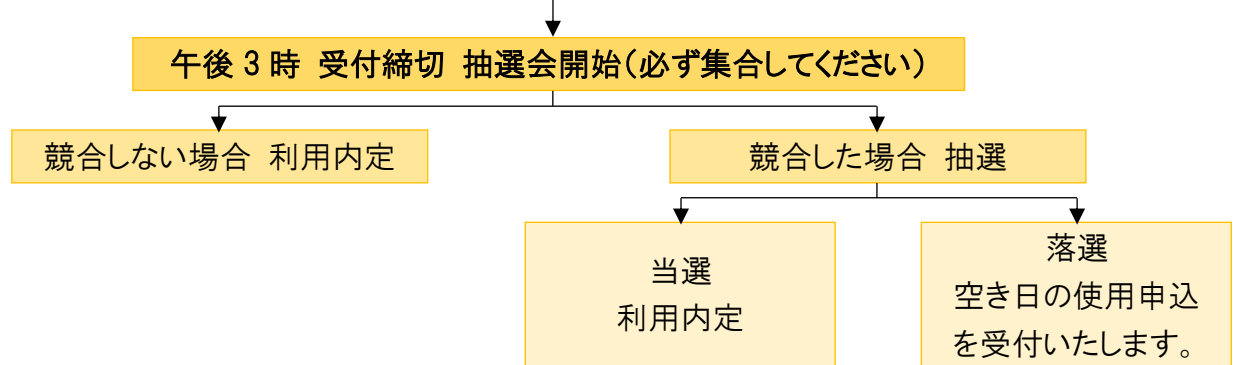 午後3時 受付締切 抽選会開始(必ず集合してください)
競合しない場合 利用内定
競合した場合 抽選
当選
利用内定
落選
空き日の使用申込
を受付いたします。